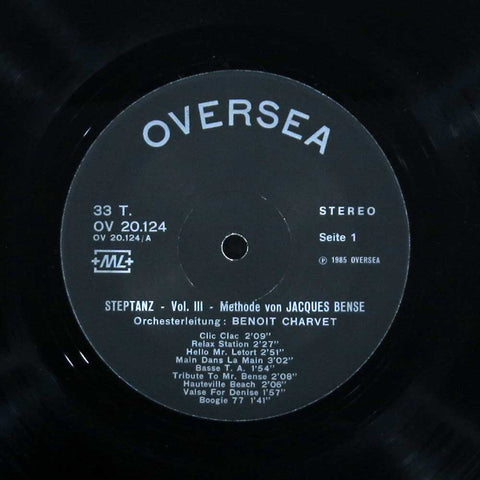 OVERSEA
33 T.
OV 20.124
OV 20.124/A
ML
STEREO
Seite 1
℗ 1985 OVERSEA
STEPTANZ - Vol. III - Methode von JACQUES BENSE
Orchesterleitung: BENOIT CHARVET
Clic Clac 2'09"
Relax Station 2'27"
Hello Mr. Letort 2'51"
Main Dans La Main 3'02"
Basse T. A. 1'54"
Tribute To Mr. Bense 2'08"
Hauteville Beach 2'06"
Valse For Denise 1'57"
Boogie 77 1'41"